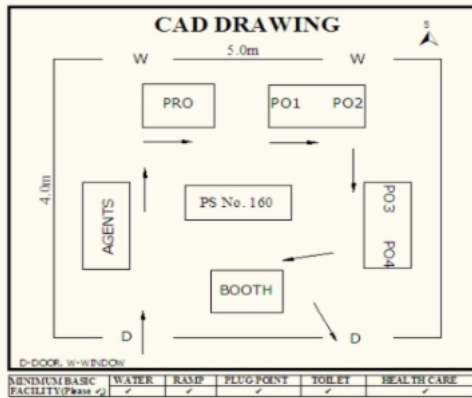 CAD DRAWING
S
W 5.0m W
PRO
PO1 PO2
4.0m
AGENTS
PS No. 160
PO3
PO4
BOOTH
D D
D-DOOR, W-WINDOW
MINIMUM BASIC FACILITY(Please ✓) WATER RAMP PLUG POINT TOILET HEALTH CARE
✓ ✓ ✓ ✓ ✓